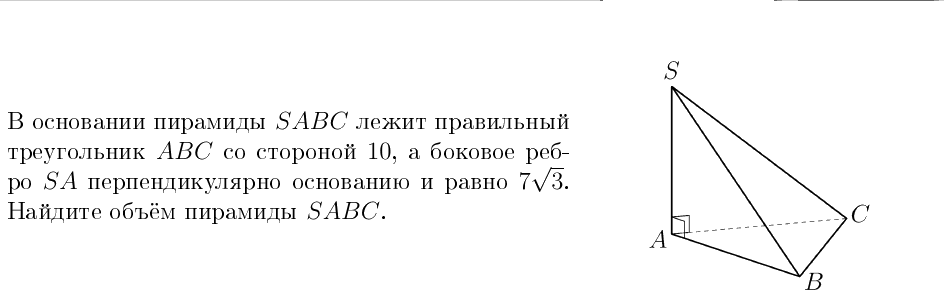 В основании пирамиды SABC лежит правильный
треугольник ABC со стороной 10, а боковое реб-
ро SA перпендикулярно основанию и равно 7√3.
Найдите объём пирамиды SABC.
S
C
A
B